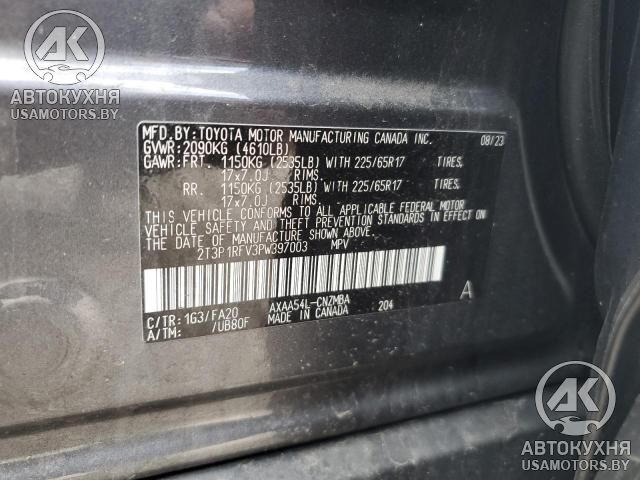 AK
АВТОКУХНЯ
USAMOTORS.BY
MFD.BY:TOYOTA MOTOR MANUFACTURING CANADA INC. 08/23
GVWR:2090KG (4610LB)
GAWR:FRT. 1150KG (2535LB) WITH 225/65R17 TIRES,
17x7.0J RIMS.
RR. 1150KG (2535LB) WITH 225/65R17 TIRES,
17x7.0J RIMS.
THIS VEHICLE CONFORMS TO ALL APPLICABLE FEDERAL MOTOR
VEHICLE SAFETY AND THEFT PREVENTION STANDARDS IN EFFECT
ON THE DATE OF MANUFACTURE SHOWN ABOVE.
2T3P1RFV3PW397003 MPV
C/TR: 1G3/FA20 AXAA54L-CNZMBA 204 A
A/TM: /UB80F MADE IN CANADA
AK
АВТОКУХНЯ
USAMOTORS.BY